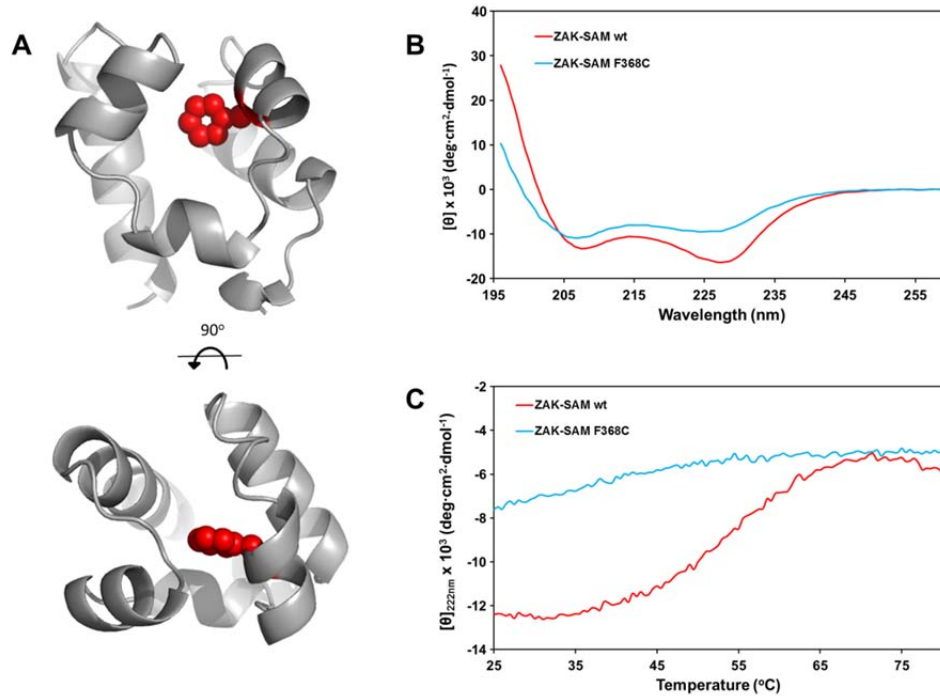 A
90°
B
ZAK-SAM wt
ZAK-SAM F368C
[θ] x 10³ (deg·cm²·dmol⁻¹)
40
30
20
10
0
-10
-20
195 205 215 225 235 245 255
Wavelength (nm)
C
ZAK-SAM wt
ZAK-SAM F368C
[θ]₂₂₂nm x 10³ (deg·cm²·dmol⁻¹)
-2
-4
-6
-8
-10
-12
-14
25 35 45 55 65 75
Temperature (°C)